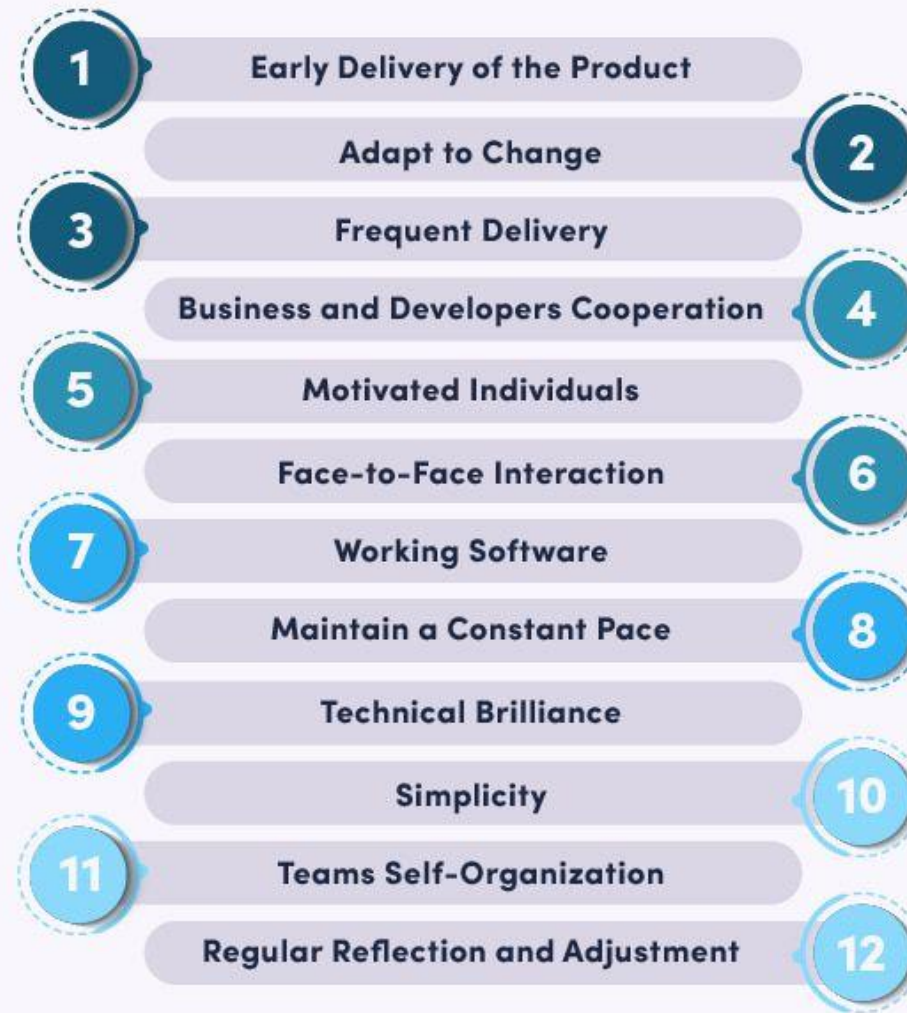 1 Early Delivery of the Product
Adapt to Change 2
3 Frequent Delivery
Business and Developers Cooperation 4
5 Motivated Individuals
Face-to-Face Interaction 6
7 Working Software
Maintain a Constant Pace 8
9 Technical Brilliance
Simplicity 10
11 Teams Self-Organization
Regular Reflection and Adjustment 12